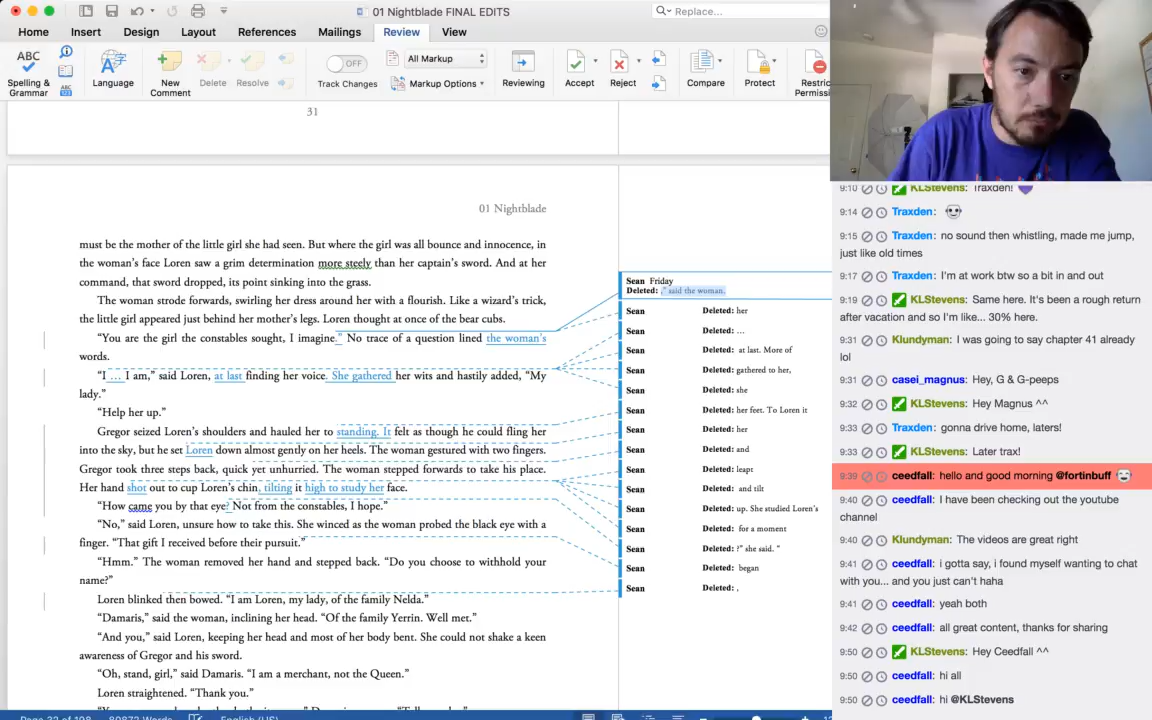 01 Nightblade FINAL EDITS
Replace...
Home
Insert
Design
Layout
References
Mailings
Review
View
ABC
Spelling &
Grammar
Language
New
Comment
Delete
Resolve
OFF
Track Changes
All Markup
Markup Options
Reviewing
Accept
Reject
Compare
Protect
Restric
Permissi
31
01 Nightblade
must be the mother of the little girl she had seen. But where the girl was all bounce and innocence, in
the woman's face Loren saw a grim determination more steely than her captain's sword. And at her
command, that sword dropped, its point sinking into the grass.
The woman strode forwards, swirling her dress around her with a flourish. Like a wizard's trick,
the little girl appeared just behind her mother's legs. Loren thought at once of the bear cubs.
“You are the girl the constables sought, I imagine.” No trace of a question lined the woman's
words.
“I … I am,” said Loren, at last finding her voice. She gathered her wits and hastily added, “My
lady.”
“Help her up.”
Gregor seized Loren's shoulders and hauled her to standing. It felt as though he could fling her
into the sky, but he set Loren down almost gently on her heels. The woman gestured with two fingers.
Gregor took three steps back, quick yet unhurried. The woman stepped forwards to take his place.
Her hand shot out to cup Loren's chin, tilting it high to study her face.
“How came you by that eye? Not from the constables, I hope.”
“No,” said Loren, unsure how to take this. She winced as the woman probed the black eye with a
finger. “That gift I received before their pursuit.”
“Hmm.” The woman removed her hand and stepped back. “Do you choose to withhold your
name?”
Loren blinked then bowed. “I am Loren, my lady, of the family Nelda.”
“Damaris,” said the woman, inclining her head. “Of the family Yerrin. Well met.”
“And you,” said Loren, keeping her head and most of her body bent. She could not shake a keen
awareness of Gregor and his sword.
“Oh, stand, girl,” said Damaris. “I am a merchant, not the Queen.”
Loren straightened. “Thank you.”
Sean Friday
Deleted: ,” said the woman.
Sean Deleted: her
Sean Deleted: …
Sean Deleted: at last. More of
Sean Deleted: gathered to her,
Sean Deleted: she
Sean Deleted: her feet. To Loren it
Sean Deleted: her
Sean Deleted: and
Sean Deleted: leapt
Sean Deleted: and tilt
Sean Deleted: up. She studied Loren's
Sean Deleted: for a moment
Sean Deleted: ?” she said. “
Sean Deleted: began
Sean Deleted: ,
English (US)
9:10 KLStevens: Traxden!
9:14 Traxden:
9:15 Traxden: no sound then whistling, made me jump,
just like old times
9:17 Traxden: I'm at work btw so a bit in and out
9:19 KLStevens: Same here. It's been a rough return
after vacation and so I'm like... 30% here.
9:31 Klundyman: I was going to say chapter 41 already
lol
9:31 casei_magnus: Hey, G & G-peeps
9:32 KLStevens: Hey Magnus ^^
9:33 Traxden: gonna drive home, laters!
9:33 KLStevens: Later trax!
9:39 ceedfall: hello and good morning @fortinbuff
9:40 ceedfall: I have been checking out the youtube
channel
9:40 Klundyman: The videos are great right
9:41 ceedfall: i gotta say, i found myself wanting to chat
with you... and you just can't haha
9:41 ceedfall: yeah both
9:42 ceedfall: all great content, thanks for sharing
9:50 KLStevens: Hey Ceedfall ^^
9:50 ceedfall: hi all
9:50 ceedfall: hi @KLStevens